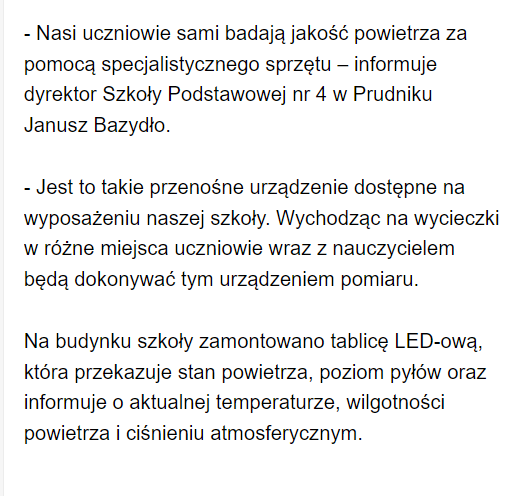 - Nasi uczniowie sami badają jakość powietrza za
pomocą specjalistycznego sprzętu – informuje
dyrektor Szkoły Podstawowej nr 4 w Prudniku
Janusz Bazydło.
- Jest to takie przenośne urządzenie dostępne na
wyposażeniu naszej szkoły. Wychodząc na wycieczki
w różne miejsca uczniowie wraz z nauczycielem
będą dokonywać tym urządzeniem pomiaru.
Na budynku szkoły zamontowano tablicę LED-ową,
która przekazuje stan powietrza, poziom pyłów oraz
informuje o aktualnej temperaturze, wilgotności
powietrza i ciśnieniu atmosferycznym.